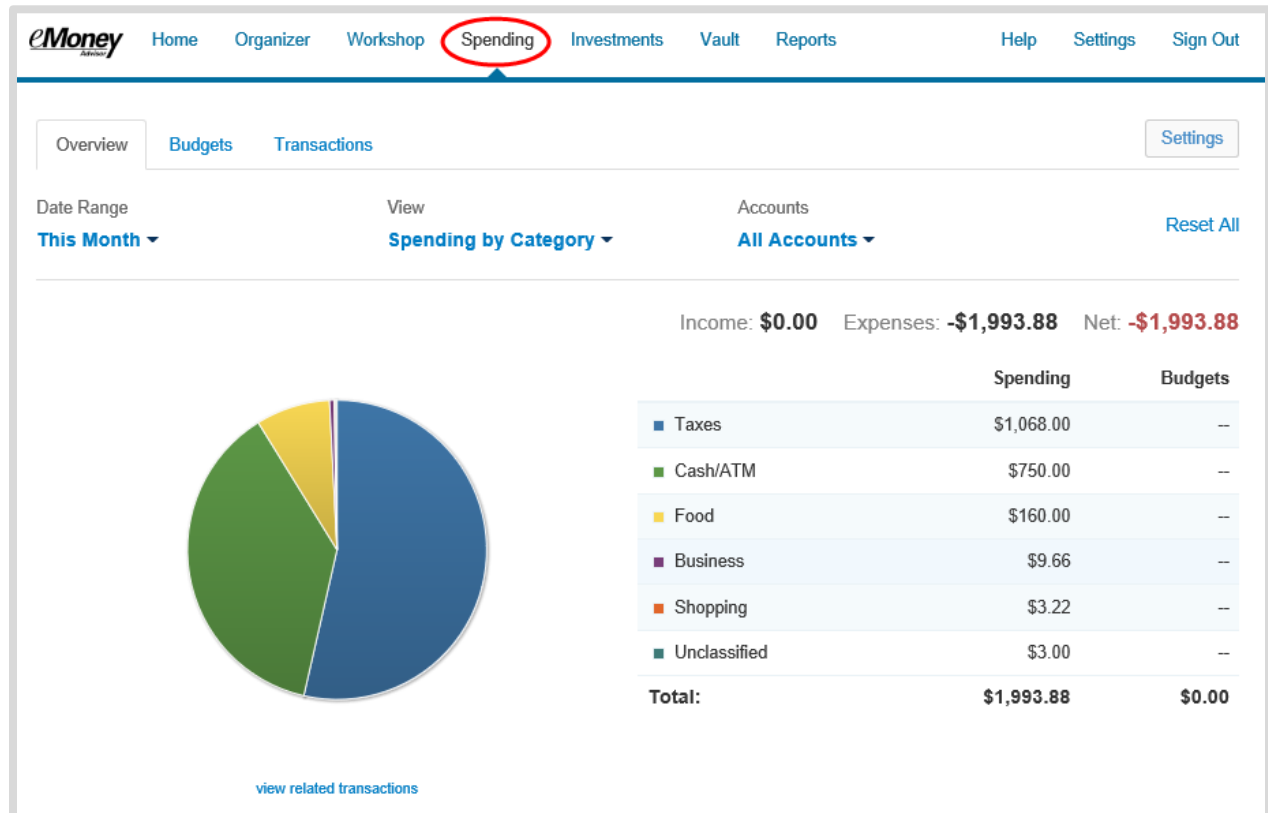 eMoney Advisor Home Organizer Workshop Spending Investments Vault Reports Help Settings Sign Out
Overview Budgets Transactions Settings
Date Range View Accounts
This Month Spending by Category All Accounts Reset All
Income: $0.00 Expenses: -$1,993.88 Net: -$1,993.88
Spending Budgets
Taxes $1,068.00 --
Cash/ATM $750.00 --
Food $160.00 --
Business $9.66 --
Shopping $3.22 --
Unclassified $3.00 --
Total: $1,993.88 $0.00
view related transactions